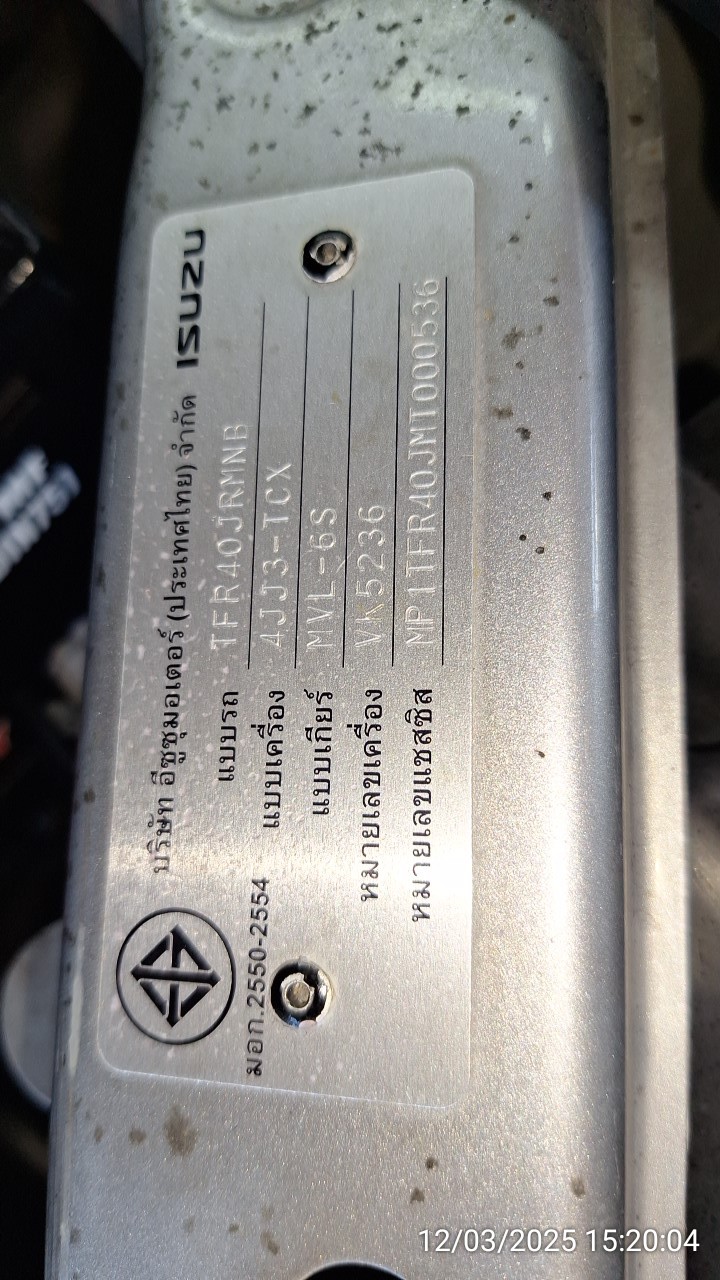 บริษัท อีซูซุมอเตอร์ (ประเทศไทย) จำกัด ISUZU
แบบรถ TFR40JRMNB
แบบเครื่อง 4JJ3-TCX
แบบเกียร์ MVL-6S
หมายเลขเครื่อง VK5236
หมายเลขแชสซิส MP1TFR40JMT000536
มอก.2550-2554
12/03/2025 15:20:04